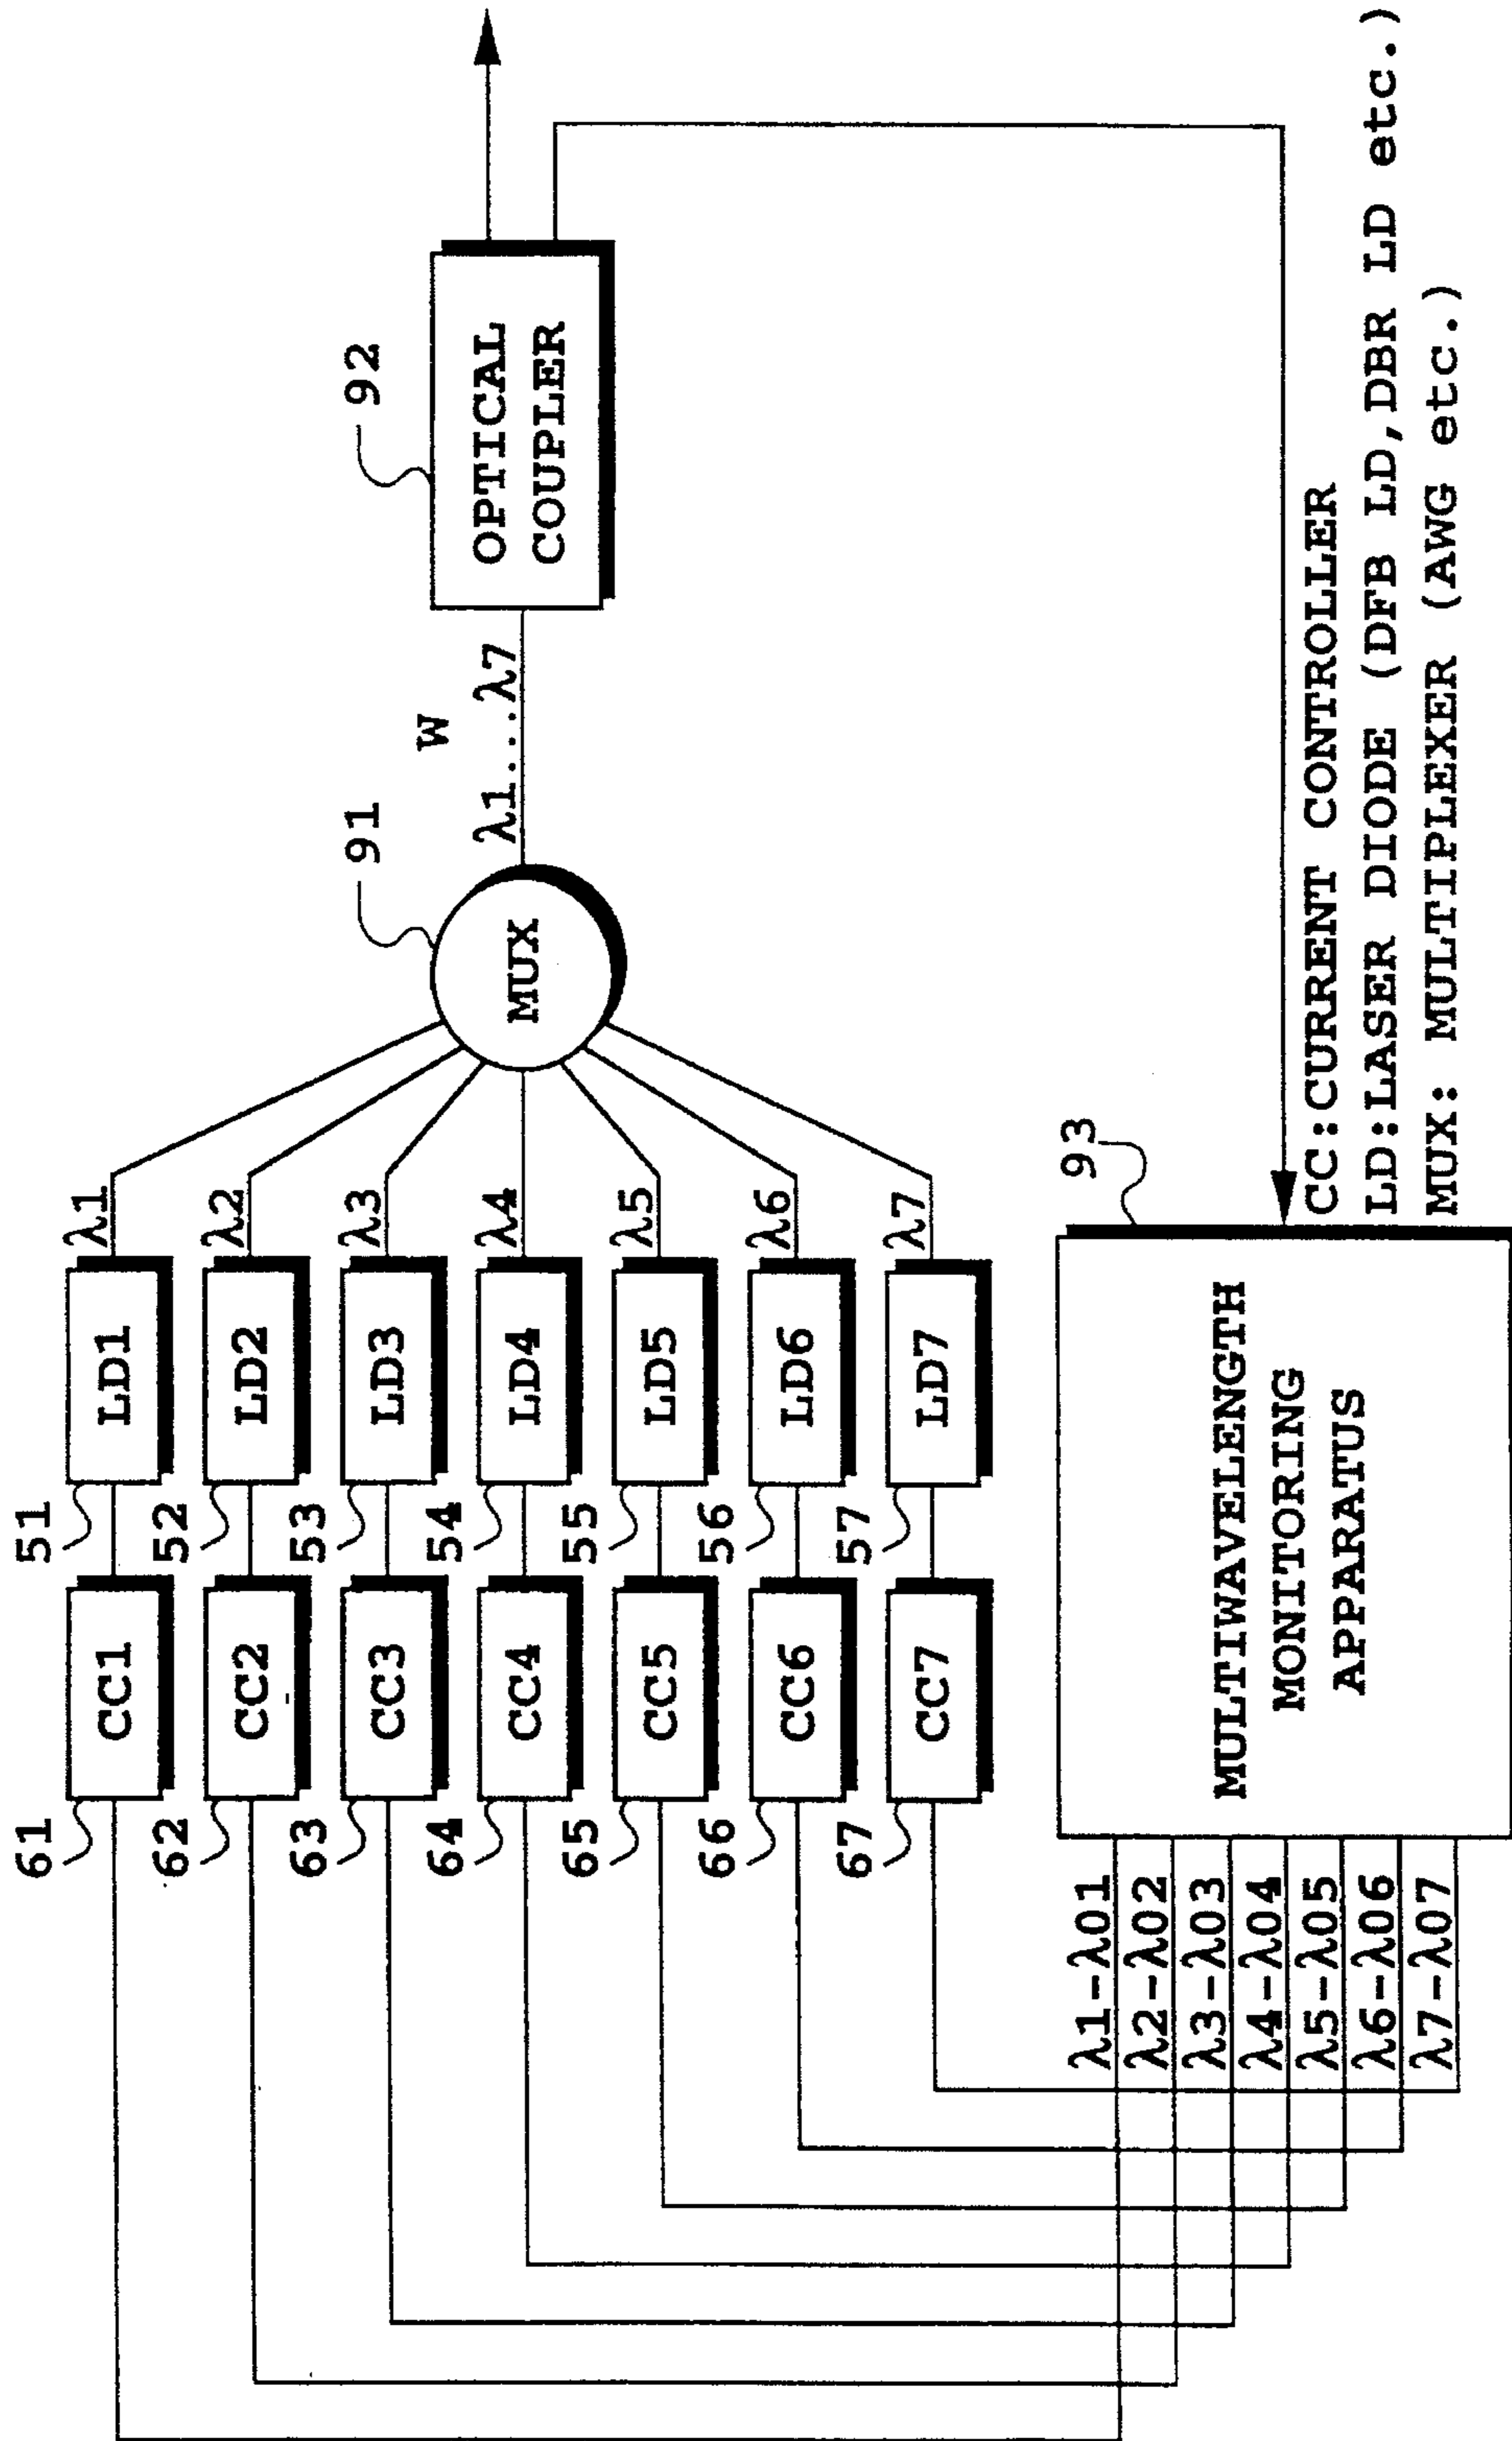 61
CC1
51
LD1
λ1
62
CC2
52
LD2
λ2
63
CC3
53
LD3
λ3
64
CC4
54
LD4
λ4
65
CC5
55
LD5
λ5
66
CC6
56
LD6
λ6
67
CC7
57
LD7
λ7
91
MUX
W
λ1...λ7
92
OPTICAL
COUPLER
93
MULTIWAVELENGTH
MONITORING
APPARATUS
λ1-λ01
λ2-λ02
λ3-λ03
λ4-λ04
λ5-λ05
λ6-λ06
λ7-λ07
CC:CURRENT CONTROLLER
LD:LASER DIODE (DFB LD,DBR LD etc.)
MUX: MULTIPLEXER (AWG etc.)